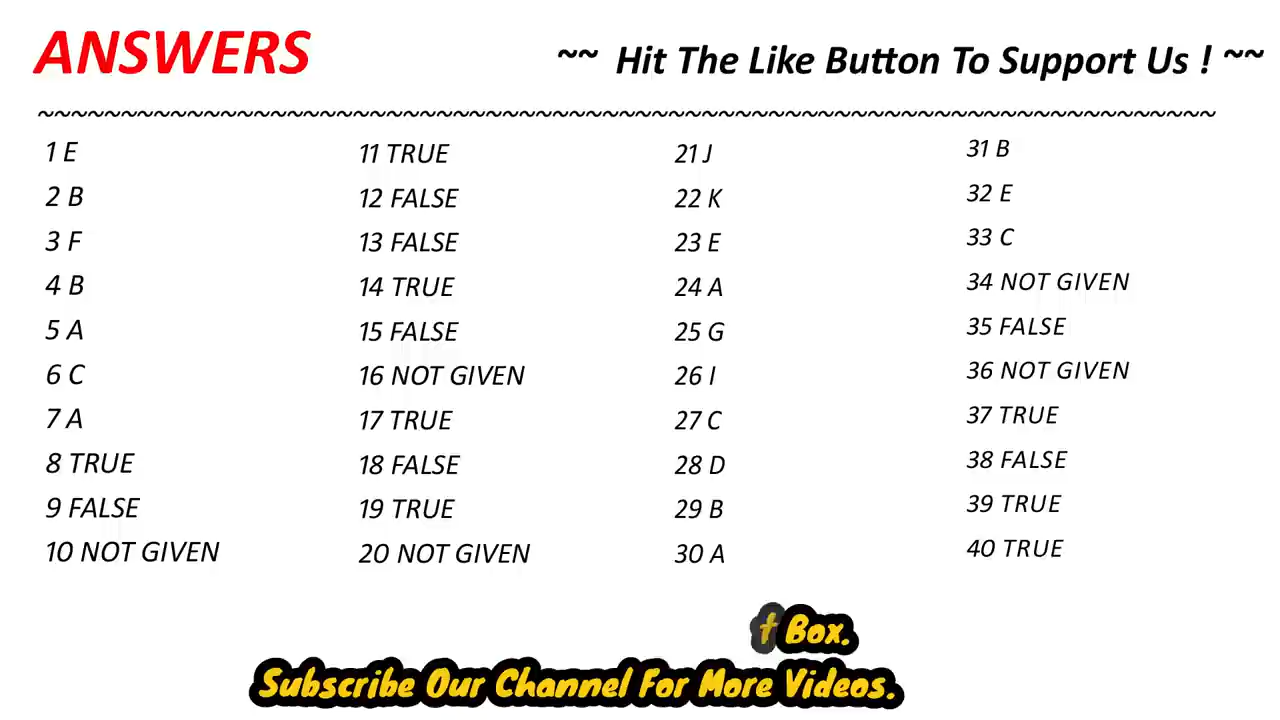 ANSWERS
~~ Hit The Like Button To Support Us ! ~~
~~~~~~~~~~~~~~~~~~~~~~~~~~~~~~~~~~~~~~~~~~~~~~~~~~~~~~~~~~~~~~~~~~~~~~~
1 E
2 B
3 F
4 B
5 A
6 C
7 A
8 TRUE
9 FALSE
10 NOT GIVEN
11 TRUE
12 FALSE
13 FALSE
14 TRUE
15 FALSE
16 NOT GIVEN
17 TRUE
18 FALSE
19 TRUE
20 NOT GIVEN
21 J
22 K
23 E
24 A
25 G
26 I
27 C
28 D
29 B
30 A
31 B
32 E
33 C
34 NOT GIVEN
35 FALSE
36 NOT GIVEN
37 TRUE
38 FALSE
39 TRUE
40 TRUE
t Box.
Subscribe Our Channel For More Videos.